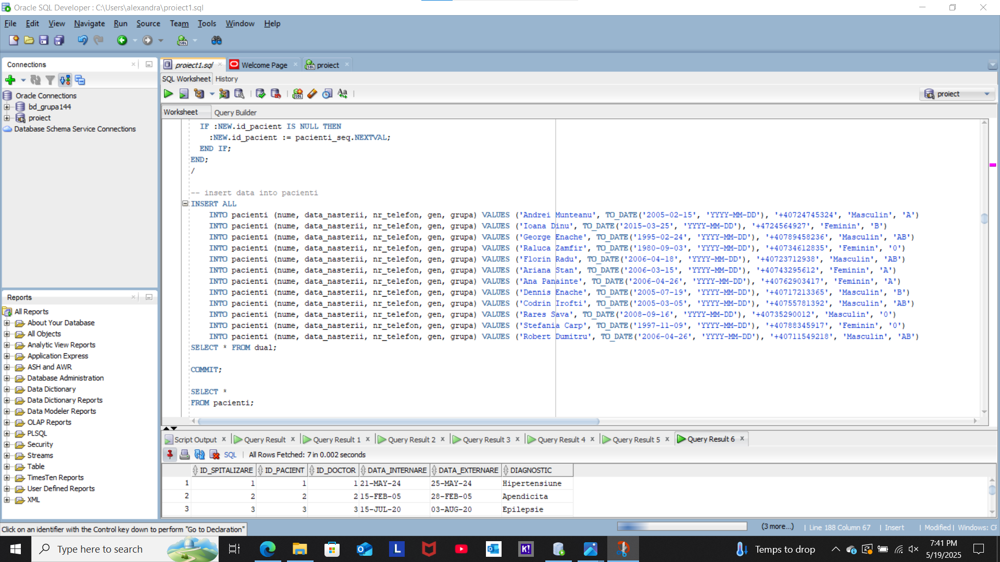 Oracle SQL Developer : C:\Users\alexandra\proiect1.sql
File Edit View Navigate Run Source Team Tools Window Help
Connections
Oracle Connections
bd_grupa144
proiect
Database Schema Service Connections
Reports
All Reports
About Your Database
All Objects
Analytic View Reports
Application Express
ASH and AWR
Database Administration
Data Dictionary
Data Dictionary Reports
Data Modeler Reports
OLAP Reports
PLSQL
Security
Streams
Table
TimesTen Reports
User Defined Reports
XML
proiect1.sql Welcome Page proiect
SQL Worksheet History
proiect
Worksheet Query Builder
IF :NEW.id_pacient IS NULL THEN
:NEW.id_pacient := pacienti_seq.NEXTVAL;
END IF;
END;
/
-- insert data into pacienti
INSERT ALL
INTO pacienti (nume, data_nasterii, nr_telefon, gen, grupa) VALUES ('Andrei Munteanu', TO_DATE('2005-02-15', 'YYYY-MM-DD'), '+40724745324', 'Masculin', 'A')
INTO pacienti (nume, data_nasterii, nr_telefon, gen, grupa) VALUES ('Ioana Dinu', TO_DATE('2015-03-25', 'YYYY-MM-DD'), '+4724564927', 'Feminin', 'B')
INTO pacienti (nume, data_nasterii, nr_telefon, gen, grupa) VALUES ('George Enache', TO_DATE('1995-02-24', 'YYYY-MM-DD'), '+40789458236', 'Masculin', 'AB')
INTO pacienti (nume, data_nasterii, nr_telefon, gen, grupa) VALUES ('Raluca Zamfir', TO_DATE('1980-09-03', 'YYYY-MM-DD'), '+40734612835', 'Feminin', '0')
INTO pacienti (nume, data_nasterii, nr_telefon, gen, grupa) VALUES ('Florin Radu', TO_DATE('2006-04-18', 'YYYY-MM-DD'), '+40723712938', 'Masculin', 'AB')
INTO pacienti (nume, data_nasterii, nr_telefon, gen, grupa) VALUES ('Ariana Stan', TO_DATE('2006-03-15', 'YYYY-MM-DD'), '+40743295612', 'Feminin', 'A')
INTO pacienti (nume, data_nasterii, nr_telefon, gen, grupa) VALUES ('Ana Panainte', TO_DATE('2006-04-26', 'YYYY-MM-DD'), '+40762903417', 'Feminin', 'A')
INTO pacienti (nume, data_nasterii, nr_telefon, gen, grupa) VALUES ('Dennis Enache', TO_DATE('2005-07-19', 'YYYY-MM-DD'), '+40717213365', 'Masculin', 'B')
INTO pacienti (nume, data_nasterii, nr_telefon, gen, grupa) VALUES ('Codrin Irofti', TO_DATE('2005-03-05', 'YYYY-MM-DD'), '+40755781392', 'Masculin', 'AB')
INTO pacienti (nume, data_nasterii, nr_telefon, gen, grupa) VALUES ('Rares Sava', TO_DATE('2008-09-16', 'YYYY-MM-DD'), '+40735290012', 'Masculin', '0')
INTO pacienti (nume, data_nasterii, nr_telefon, gen, grupa) VALUES ('Stefania Carp', TO_DATE('1997-11-09', 'YYYY-MM-DD'), '+40788345917', 'Feminin', '0')
INTO pacienti (nume, data_nasterii, nr_telefon, gen, grupa) VALUES ('Robert Dumitru', TO_DATE('2006-04-26', 'YYYY-MM-DD'), '+40711549218', 'Masculin', 'AB')
SELECT * FROM dual;
COMMIT;
SELECT *
FROM pacienti;
Script Output Query Result Query Result 1 Query Result 2 Query Result 3 Query Result 4 Query Result 5 Query Result 6
SQL All Rows Fetched: 7 in 0.002 seconds
ID_SPITALIZARE ID_PACIENT ID_DOCTOR DATA_INTERNARE DATA_EXTERNARE DIAGNOSTIC
1 1 1 1 21-MAY-24 25-MAY-24 Hipertensiune
2 2 2 2 15-FEB-05 28-FEB-05 Apendicita
3 3 3 3 15-JUL-20 03-AUG-20 Epilepsie
Click on an identifier with the Control key down to perform "Go to Declaration"
(3 more...) | Line 188 Column 67 | Insert | Modified | Windows: CF
Type here to search
Temps to drop
7:41 PM
5/19/2025